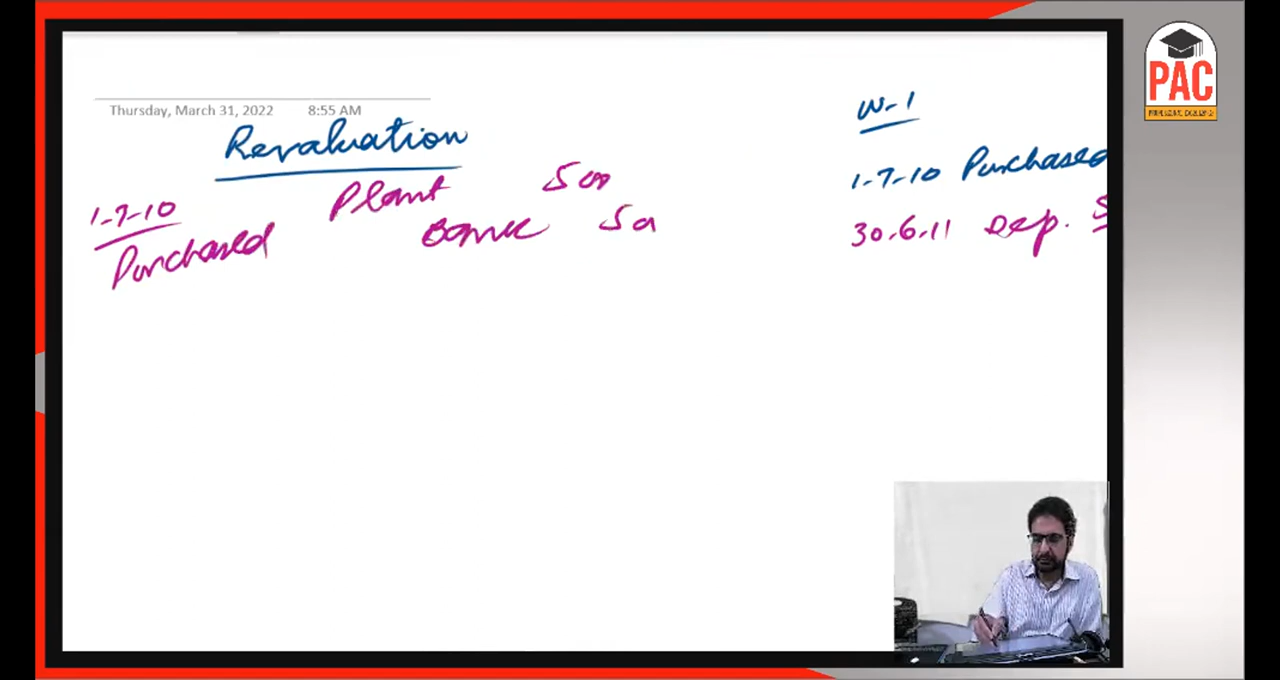 PAC
Thursday, March 31, 2022 8:55 AM
Revaluation
W-1
1-7-10 Purchased
1-7-10
Purchased
Plant 500
Bank
30.6.11 Dep.